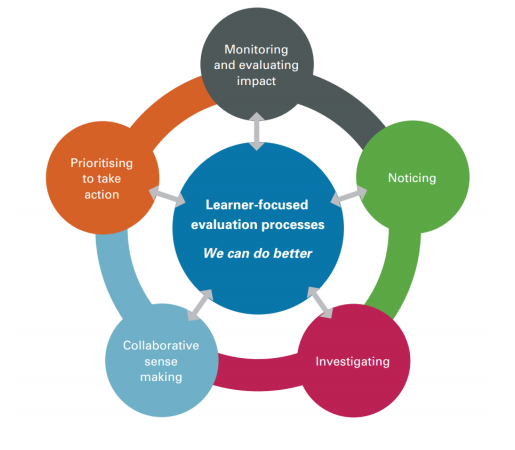 Monitoring
and evaluating
impact
Noticing
Investigating
Collaborative
sense
making
Prioritising
to take
action
Learner-focused
evaluation processes
We can do better